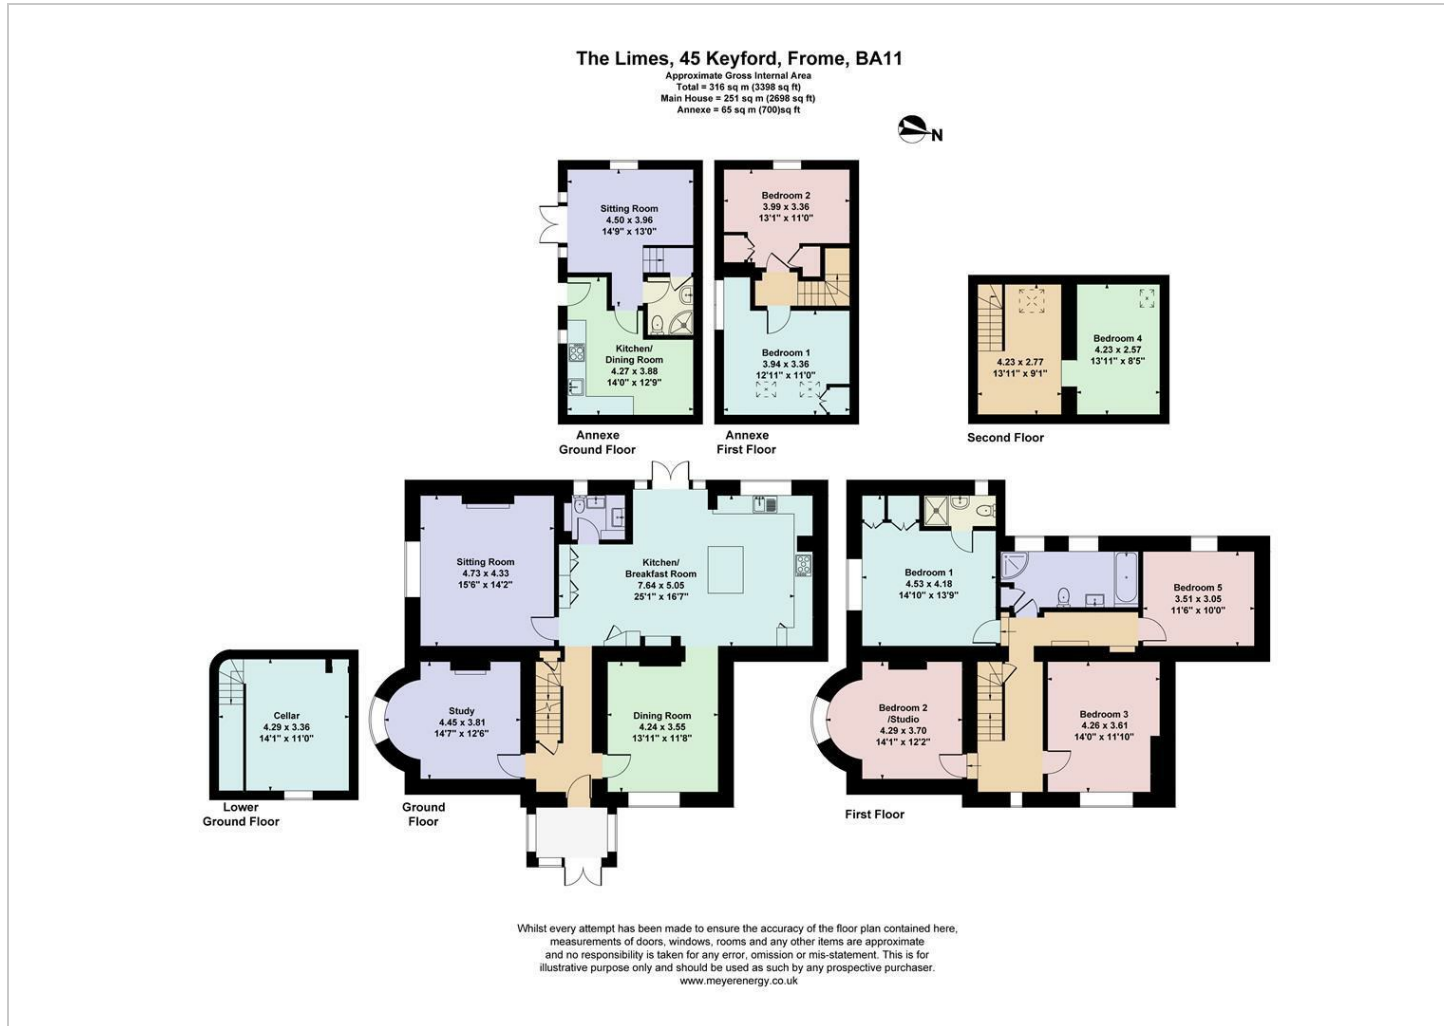 The Limes, 45 Keyford, Frome, BA11
Approximate Gross Internal Area
Total = 316 sq m (3398 sq ft)
Main House = 251 sq m (2698 sq ft)
Annexe = 65 sq m (700)sq ft
N
Sitting Room
4.50 x 3.96
14'9" x 13'0"
Kitchen/
Dining Room
4.27 x 3.88
14'0" x 12'9"
Annexe
Ground Floor
Bedroom 2
3.99 x 3.36
13'1" x 11'0"
Bedroom 1
3.94 x 3.36
12'11" x 11'0"
Annexe
First Floor
4.23 x 2.77
13'11" x 9'1"
Bedroom 4
4.23 x 2.57
13'11" x 8'5"
Second Floor
Cellar
4.29 x 3.36
14'1" x 11'0"
Lower
Ground Floor
Sitting Room
4.73 x 4.33
15'6" x 14'2"
Kitchen/
Breakfast Room
7.64 x 5.05
25'1" x 16'7"
Study
4.45 x 3.81
14'7" x 12'6"
Dining Room
4.24 x 3.55
13'11" x 11'8"
Ground
Floor
Bedroom 1
4.53 x 4.18
14'10" x 13'9"
Bedroom 5
3.51 x 3.05
11'6" x 10'0"
Bedroom 2
/Studio
4.29 x 3.70
14'1" x 12'2"
Bedroom 3
4.26 x 3.61
14'0" x 11'10"
First Floor
Whilst every attempt has been made to ensure the accuracy of the floor plan contained here,
measurements of doors, windows, rooms and any other items are approximate
and no responsibility is taken for any error, omission or mis-statement. This is for
illustrative purpose only and should be used as such by any prospective purchaser.
www.meyerenergy.co.uk